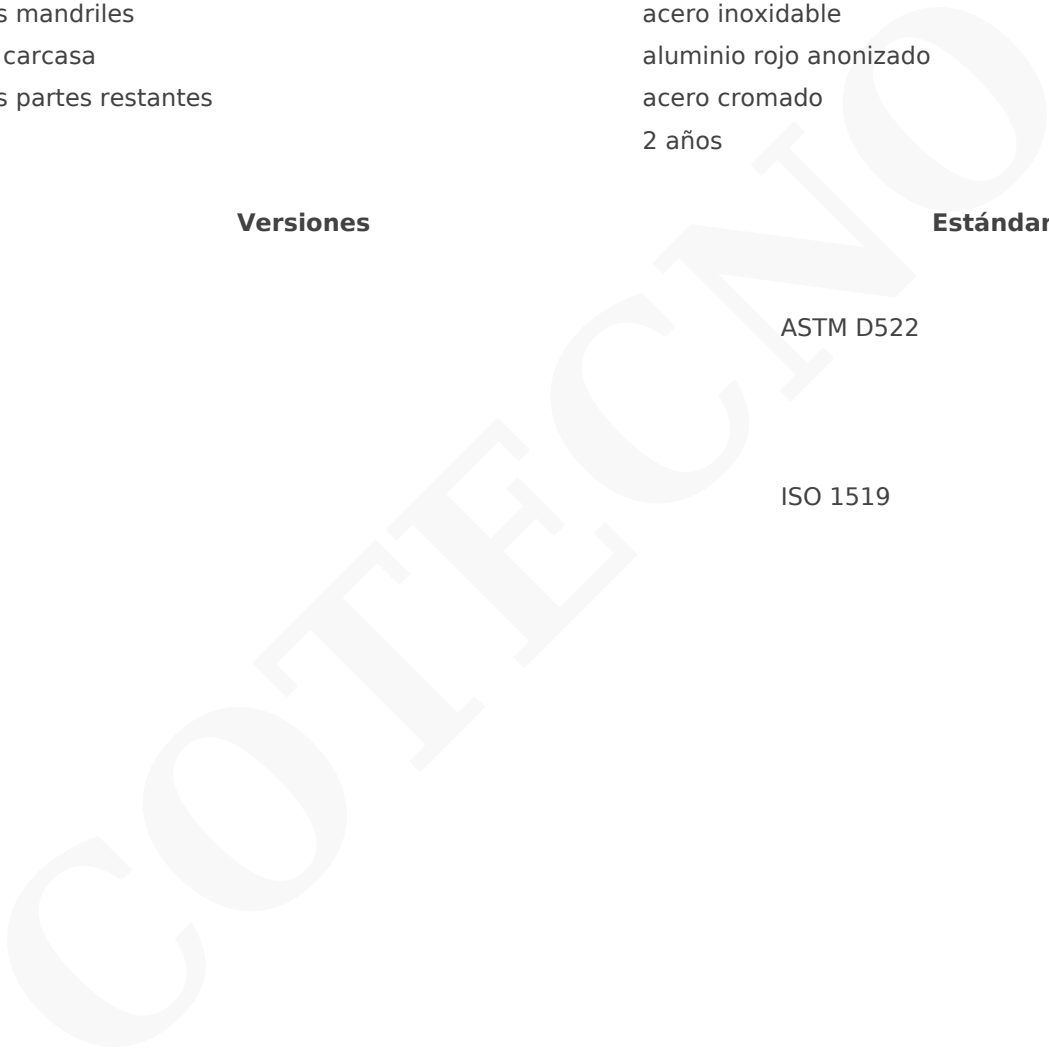 s mandriles acero inoxidable
carcasa aluminio rojo anonizado
s partes restantes acero cromado
2 años
Versiones Estándar
ASTM D522
ISO 1519
COTECNO